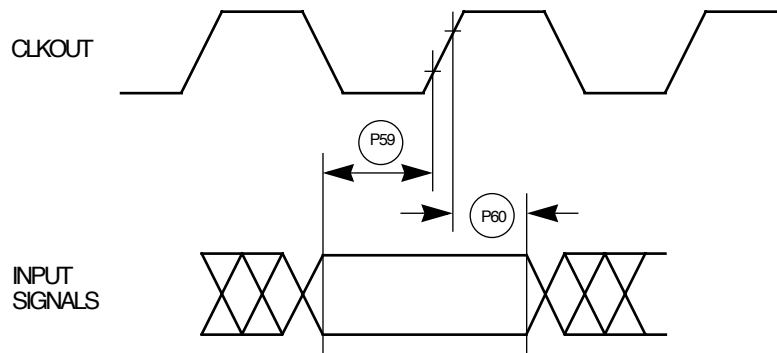 CLKOUT
P59
P60
INPUT
SIGNALS